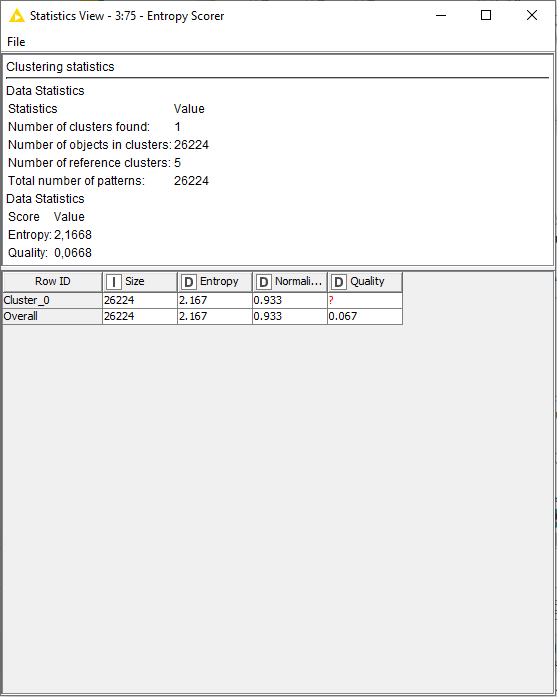 Statistics View - 3:75 - Entropy Scorer
File
Clustering statistics
Data Statistics
Statistics Value
Number of clusters found: 1
Number of objects in clusters: 26224
Number of reference clusters: 5
Total number of patterns: 26224
Data Statistics
Score Value
Entropy: 2,1668
Quality: 0,0668
Row ID I Size D Entropy D Normali... D Quality
Cluster_0 26224 2.167 0.933 ?
Overall 26224 2.167 0.933 0.067